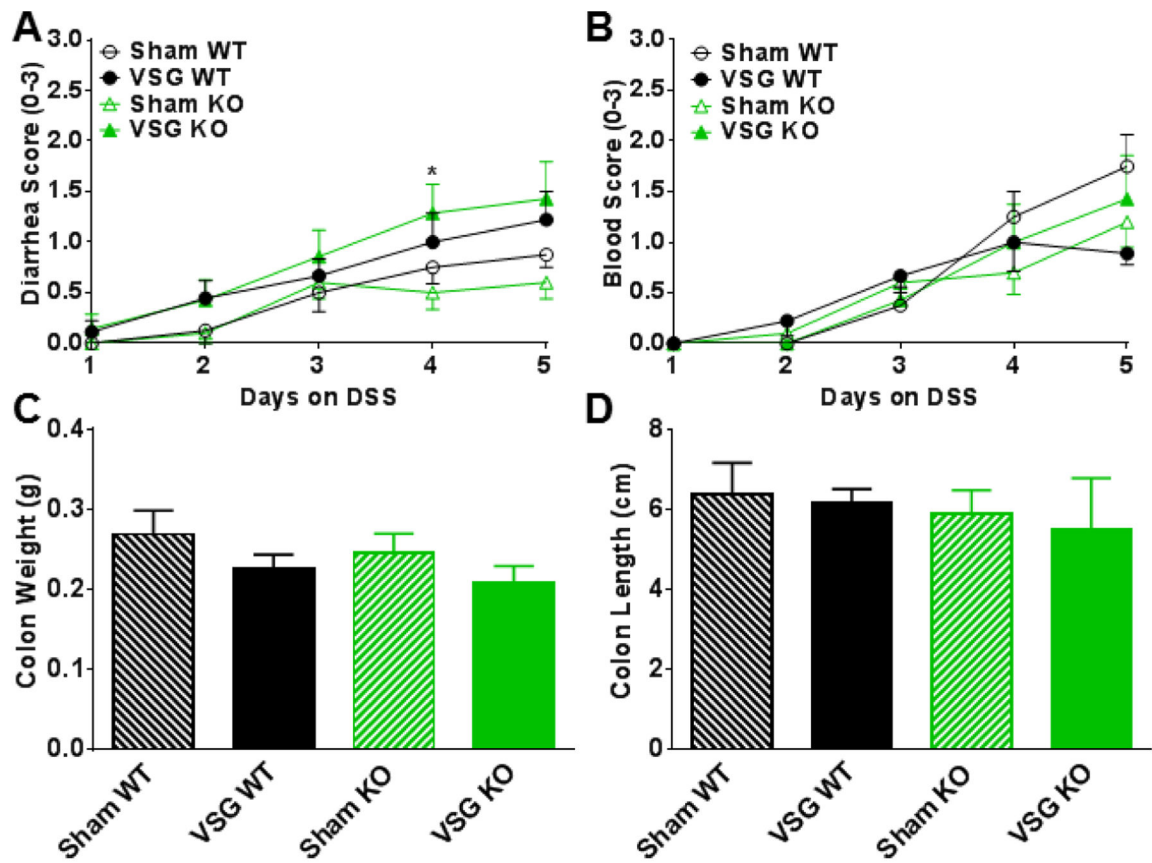 A
Diarrhea Score (0-3)
3.0
2.5
2.0
1.5
1.0
0.5
0.0
Sham WT
VSG WT
Sham KO
VSG KO
*
1 2 3 4 5
Days on DSS
B
Blood Score (0-3)
3.0
2.5
2.0
1.5
1.0
0.5
0.0
Sham WT
VSG WT
Sham KO
VSG KO
1 2 3 4 5
Days on DSS
C
Colon Weight (g)
0.4
0.3
0.2
0.1
0.0
Sham WT
VSG WT
Sham KO
VSG KO
D
Colon Length (cm)
8
6
4
2
0
Sham WT
VSG WT
Sham KO
VSG KO